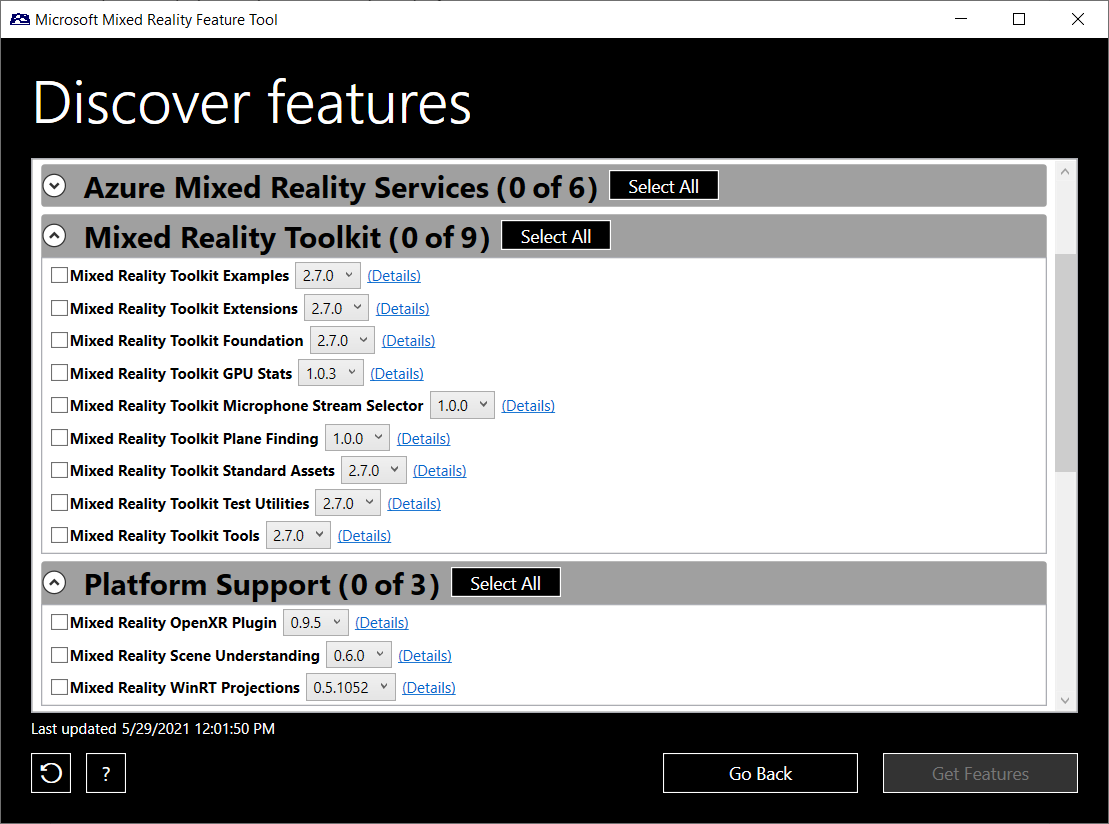 Microsoft Mixed Reality Feature Tool
Discover features
Azure Mixed Reality Services (0 of 6) Select All
Mixed Reality Toolkit (0 of 9) Select All
Mixed Reality Toolkit Examples 2.7.0 (Details)
Mixed Reality Toolkit Extensions 2.7.0 (Details)
Mixed Reality Toolkit Foundation 2.7.0 (Details)
Mixed Reality Toolkit GPU Stats 1.0.3 (Details)
Mixed Reality Toolkit Microphone Stream Selector 1.0.0 (Details)
Mixed Reality Toolkit Plane Finding 1.0.0 (Details)
Mixed Reality Toolkit Standard Assets 2.7.0 (Details)
Mixed Reality Toolkit Test Utilities 2.7.0 (Details)
Mixed Reality Toolkit Tools 2.7.0 (Details)
Platform Support (0 of 3) Select All
Mixed Reality OpenXR Plugin 0.9.5 (Details)
Mixed Reality Scene Understanding 0.6.0 (Details)
Mixed Reality WinRT Projections 0.5.1052 (Details)
Last updated 5/29/2021 12:01:50 PM
? Go Back Get Features